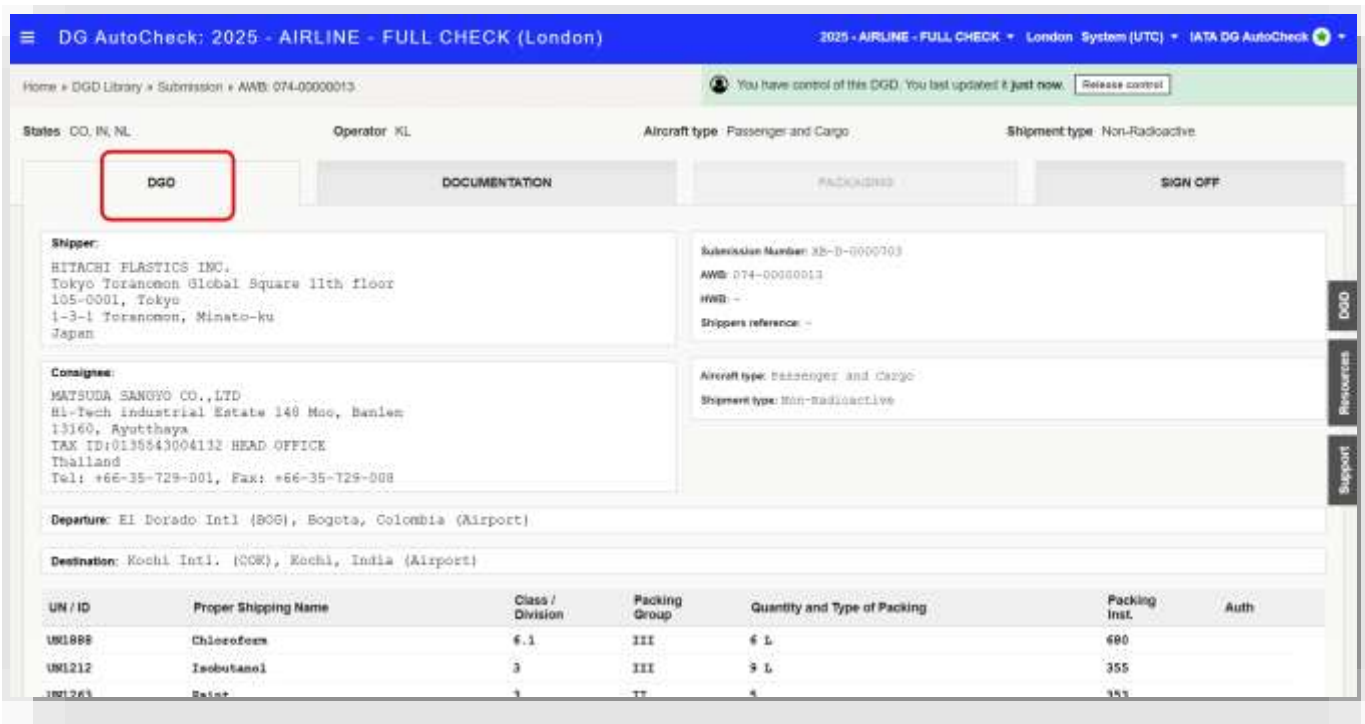 DG AutoCheck: 2025 - AIRLINE - FULL CHECK (London)
2025 - AIRLINE - FULL CHECK
London System (UTC)
IATA DG AutoCheck
Home » DGD Library » Submission » AWB: 074-00000013
You have control of this DGD. You last updated it just now.
Release control
States CO, IN, NL
Operator KL
Aircraft type Passenger and Cargo
Shipment type Non-Radioactive
DGD
DOCUMENTATION
PACKAGING
SIGN OFF
Shipper:
HITACHI PLASTICS INC.
Tokyo Toranomon Global Square 11th floor
105-0001, Tokyo
1-3-1 Toranomon, Minato-ku
Japan
Submission Number: XB-D-0000703
AWB: 074-00000013
HWB: -
Shippers reference: -
Consignee:
MATSUDA SANGYO CO.,LTD
Hi-Tech industrial Estate 140 Moo, Banlen
13160, Ayutthaya
TAX ID:0135543004132 HEAD OFFICE
Thailand
Tel: +66-35-729-001, Fax: +66-35-729-008
Aircraft type: Passenger and Cargo
Shipment type: Non-Radioactive
Departure: El Dorado Intl (BOG), Bogota, Colombia (Airport)
Destination: Kochi Intl. (COK), Kochi, India (Airport)
UN / ID
Proper Shipping Name
Class / Division
Packing Group
Quantity and Type of Packing
Packing Inst.
Auth
UN1888 Chloroform 6.1 III 6 L 680
UN1212 Isobutanol 3 III 9 L 355
UN1263 Paint 3 II 5 353
DGD
Resources
Support